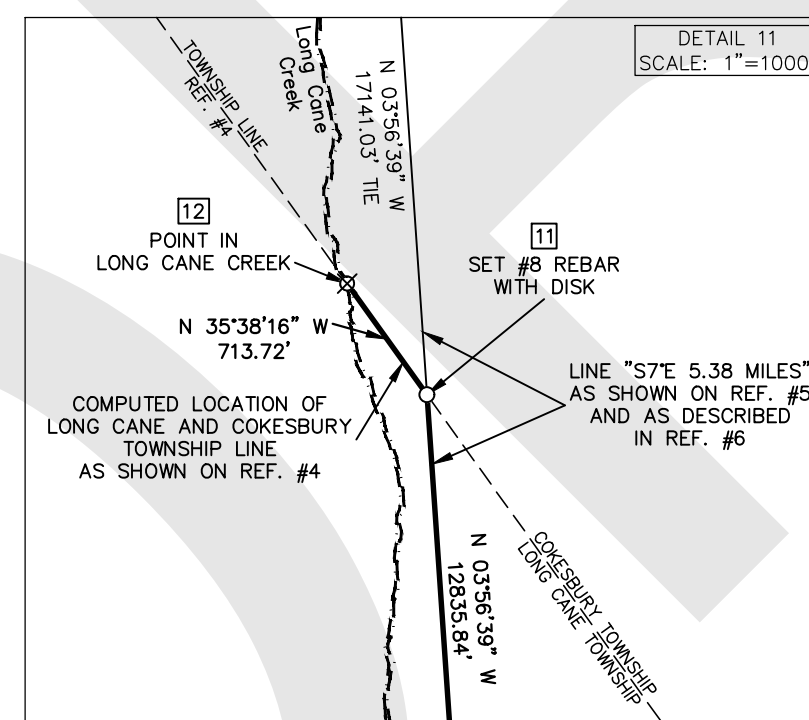 DETAIL 11
SCALE: 1"=1000
TOWNSHIP LINE
REF. #4
Long Cane
Creek
N 03°56'39" W
17141.03' TIE
12
POINT IN
LONG CANE CREEK
11
SET #8 REBAR
WITH DISK
N 35°38'16" W
713.72'
LINE "S7°E 5.38 MILES"
AS SHOWN ON REF. #5
AND AS DESCRIBED
IN REF. #6
COMPUTED LOCATION OF
LONG CANE AND COKESBURY
TOWNSHIP LINE
AS SHOWN ON REF. #4
N 03°56'39" W
12835.84'
COKESBURY TOWNSHIP
LONG CANE TOWNSHIP